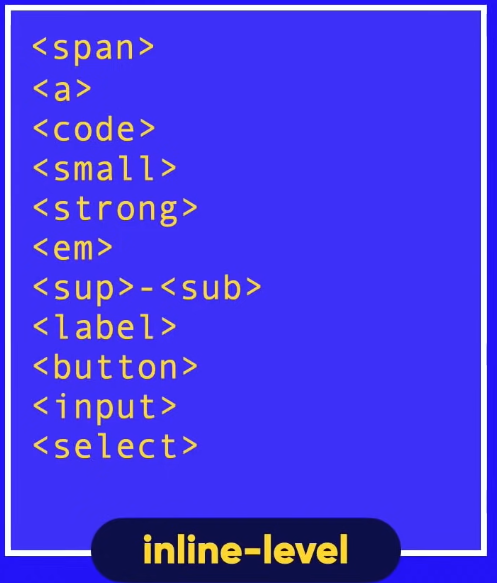 <span>
<a>
<code>
<small>
<strong>
<em>
<sup>-<sub>
<label>
<button>
<input>
<select>
inline-level